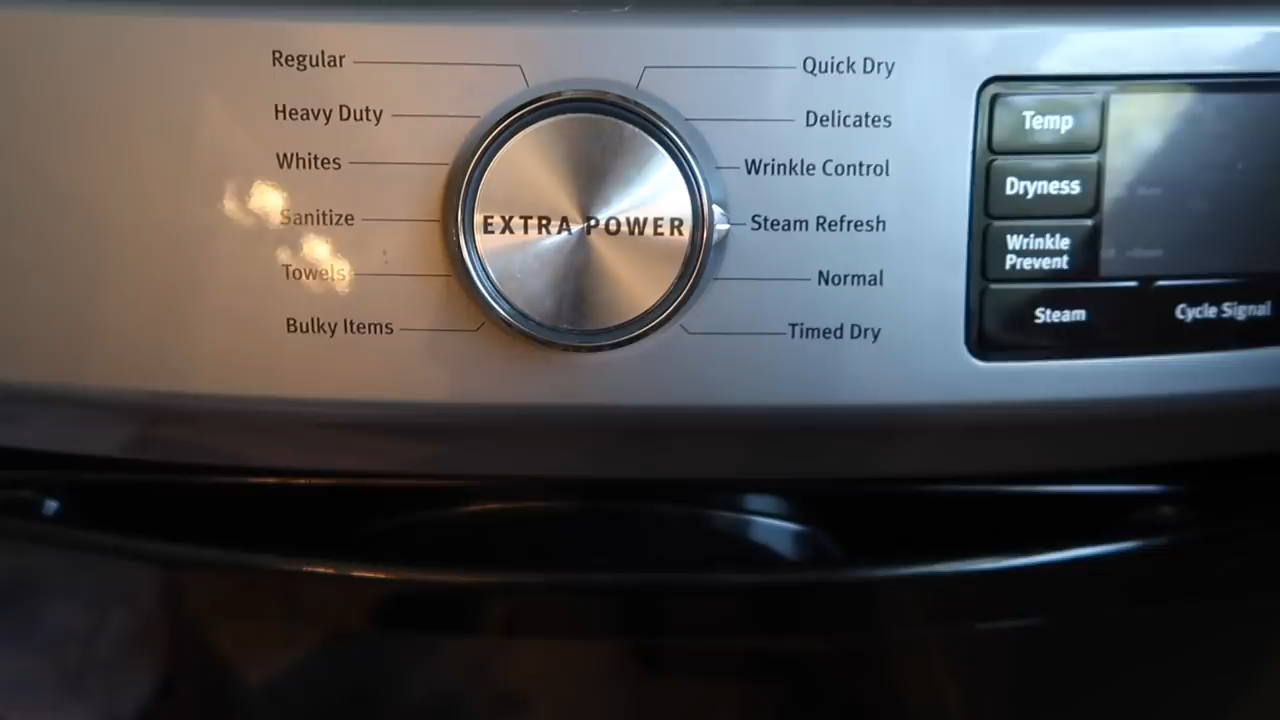 Regular
Heavy Duty
Whites
Sanitize
Towels
Bulky Items
EXTRA POWER
Quick Dry
Delicates
Wrinkle Control
Steam Refresh
Normal
Timed Dry
Temp
Dryness
Wrinkle
Prevent
Steam
Cycle Signal